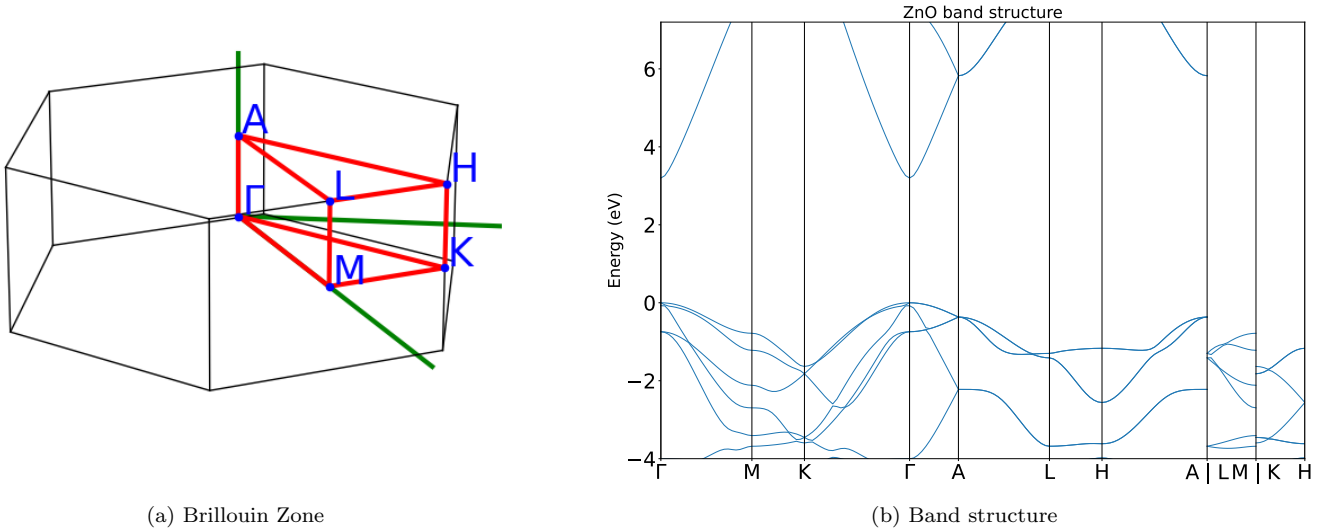 A
H
L
Γ
K
M
(a) Brillouin Zone
ZnO band structure
Energy (eV)
6
4
2
0
−2
−4
Γ M K Γ A L H A | L M | K H
(b) Band structure